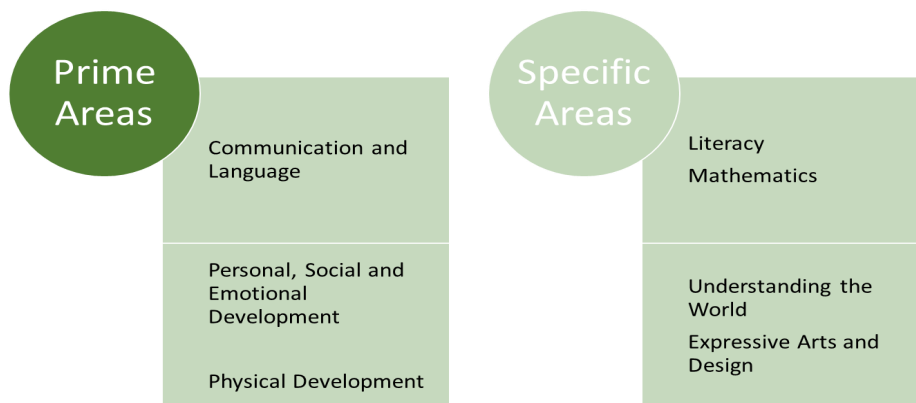 Prime
Areas
Communication and
Language
Personal, Social and
Emotional
Development
Physical Development
Specific
Areas
Literacy
Mathematics
Understanding the
World
Expressive Arts and
Design